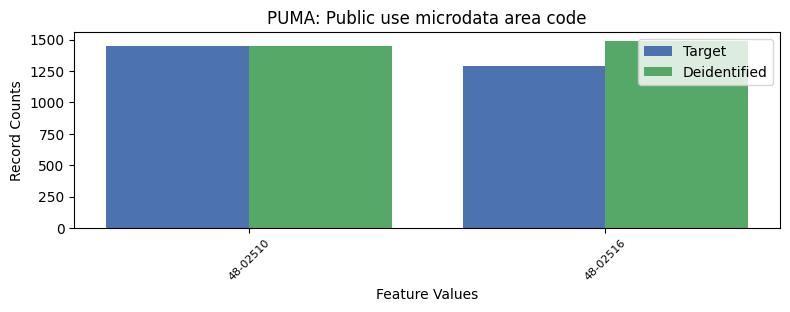 PUMA: Public use microdata area code
Record Counts
1500
1250
1000
750
500
250
0
Target
Deidentified
48-02510
48-02516
Feature Values